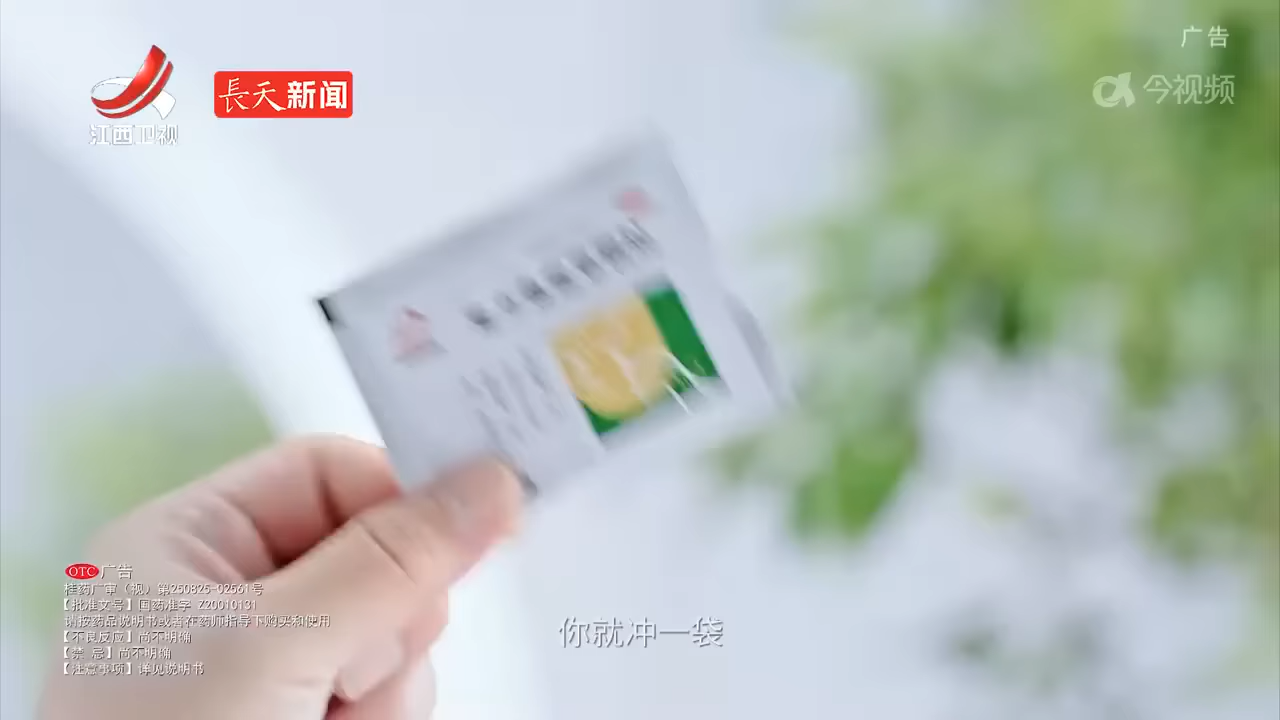 广告
江西卫视
長天新闻
今视频
OTC 广告
桂药广审（视）第250825-02561号
【批准文号】国药准字 Z20010131
请按药品说明书或者在药师指导下购买和使用
【不良反应】尚不明确
【禁 忌】尚不明确
【注意事项】详见说明书
你就冲一袋